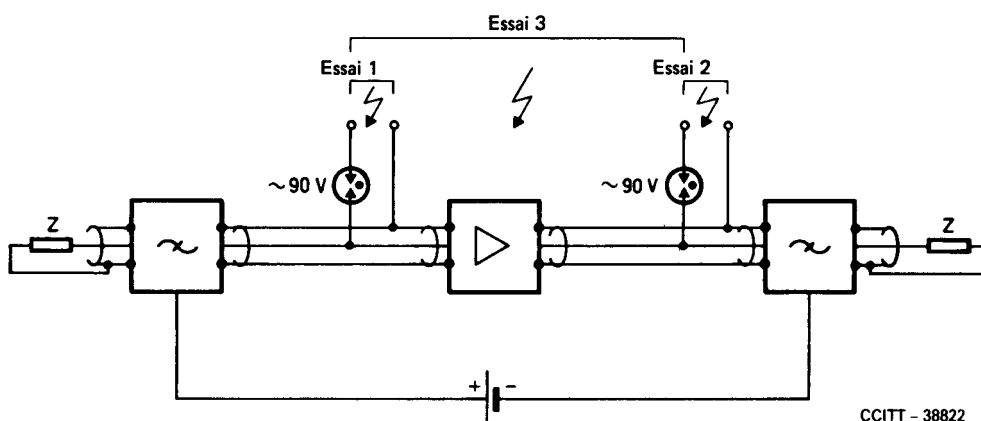 Essai 3
Essai 1
Essai 2
~ 90 V
~ 90 V
Z
Z
+
−
CCITT – 38822